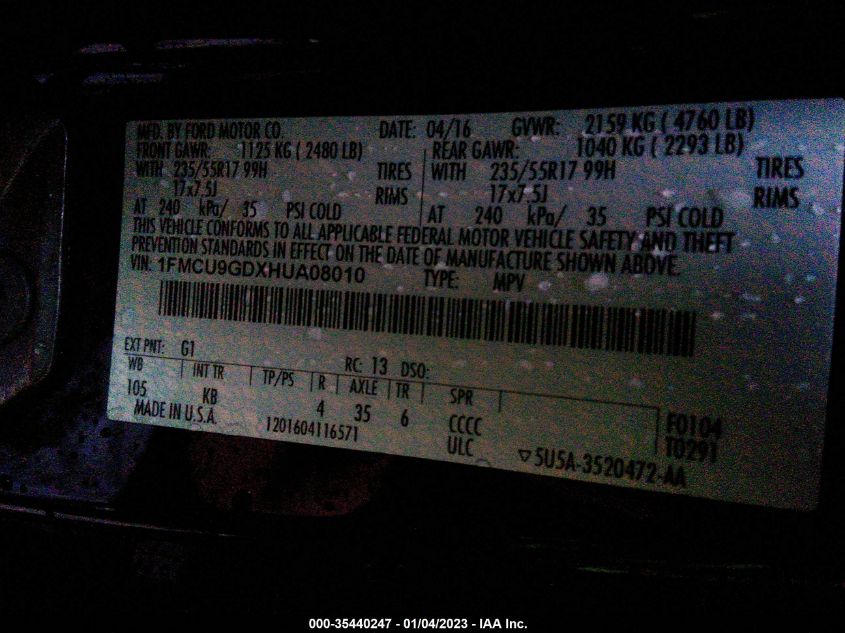 MFD. BY FORD MOTOR CO. DATE: 04/16 GVWR: 2159 KG ( 4760 LB)
FRONT GAWR: 1125 KG ( 2480 LB) REAR GAWR: 1040 KG ( 2293 LB)
WITH 235/55R17 99H TIRES WITH 235/55R17 99H TIRES
17x7.5J RIMS 17x7.5J RIMS
AT 240 kPa/ 35 PSI COLD AT 240 kPa/ 35 PSI COLD
THIS VEHICLE CONFORMS TO ALL APPLICABLE FEDERAL MOTOR VEHICLE SAFETY AND THEFT
PREVENTION STANDARDS IN EFFECT ON THE DATE OF MANUFACTURE SHOWN ABOVE.
VIN: 1FMCU9GDXHUA08010 TYPE: MPV
EXT PNT: G1 RC: 13 DSO:
WB INT TR TP/PS R AXLE TR SPR
105 KB 4 35 6 CCCC F0104
MADE IN U.S.A. 1201604116571 ULC T0291
5U5A-3520472-AA
000-35440247 - 01/04/2023 - IAA Inc.